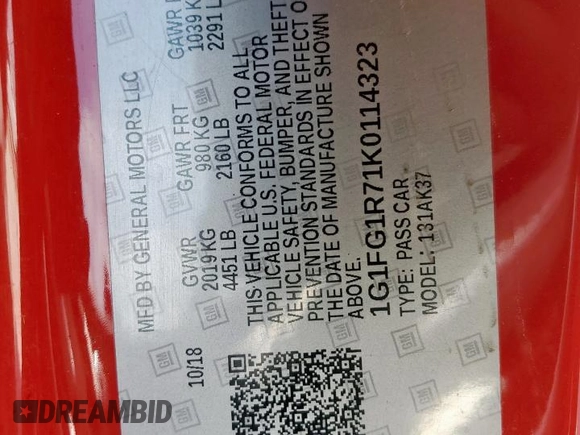 MFD BY GENERAL MOTORS LLC
10/18 GVWR GAWR FRT GAWR
2019 KG 980 KG 1039 K
4451 LB 2160 LB 2291 L
THIS VEHICLE CONFORMS TO ALL
APPLICABLE U.S. FEDERAL MOTOR
VEHICLE SAFETY, BUMPER, AND THEFT
PREVENTION STANDARDS IN EFFECT O
THE DATE OF MANUFACTURE SHOWN
ABOVE.
1G1FG1R71K0114323
TYPE: PASS CAR
MODEL: 131AK37
GM
DREAMBID